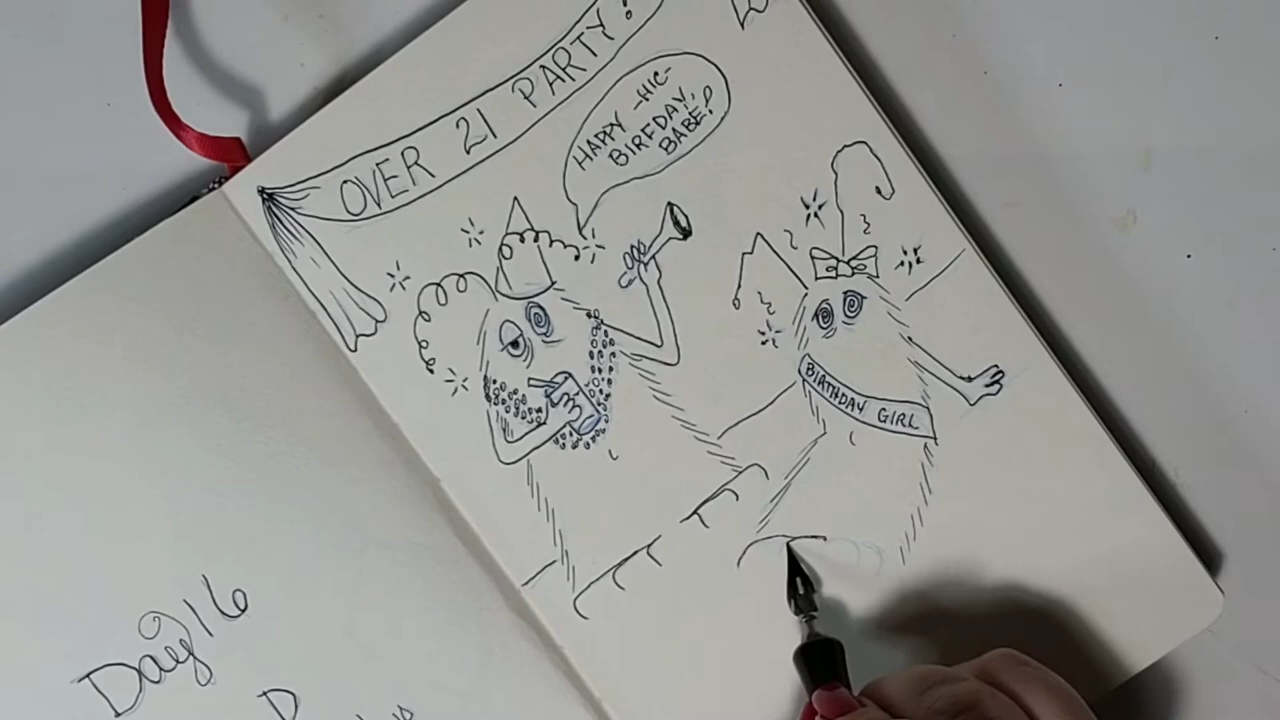 OVER 21 PARTY!
HAPPY -HIC-
BIRFDAY,
BABE!
BIRTHDAY GIRL
Day 16